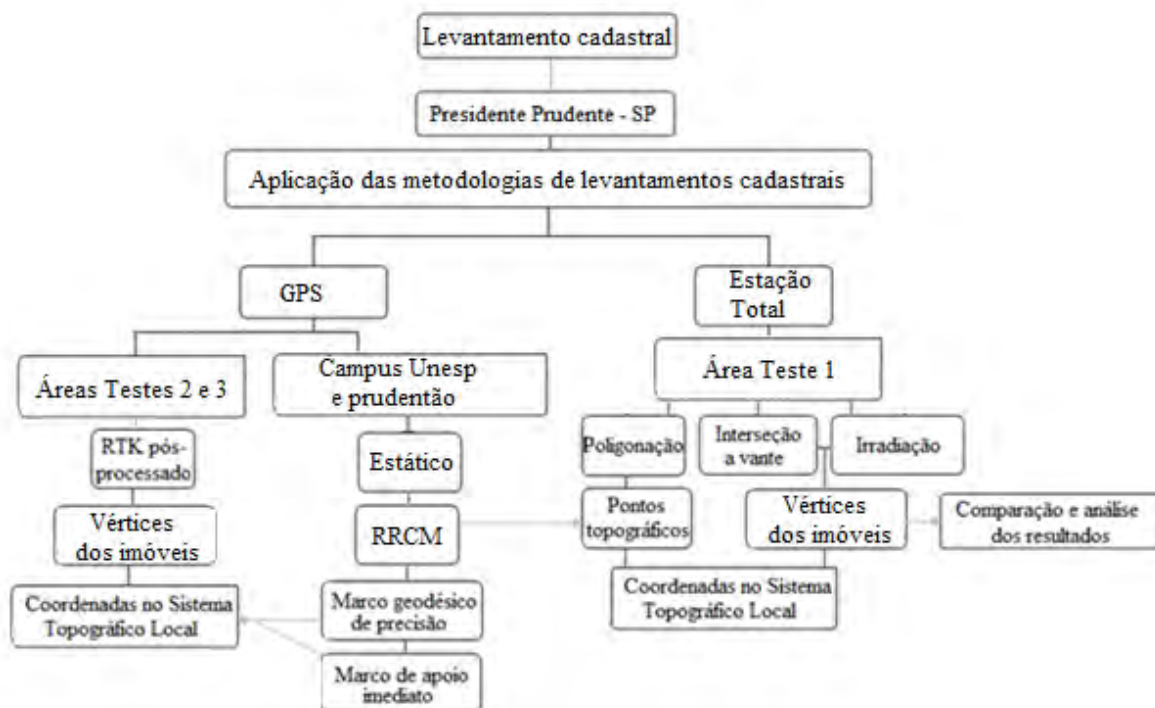 Levantamento cadastral
Presidente Prudente - SP
Aplicação das metodologias de levantamentos cadastrais
GPS
Estação
Total
Áreas Testes 2 e 3
Campus Unesp
e prudentão
Área Teste 1
RTK pós-
processado
Estático
Poligonação
Interseção
a vante
Irradiação
Vértices
dos imóveis
RRCM
Pontos
topográficos
Vértices
dos imóveis
Comparação e análise
dos resultados
Coordenadas no Sistema
Topográfico Local
Marco geodésico
de precisão
Coordenadas no Sistema
Topográfico Local
Marco de apoio
imediato